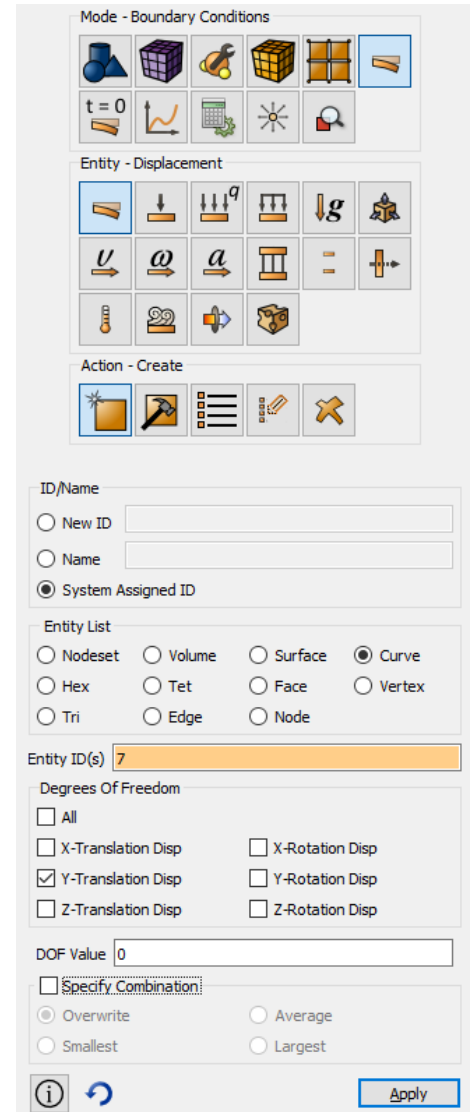 Mode - Boundary Conditions
t = 0
Entity - Displacement
q
g
υ ω a
Action - Create
ID/Name
New ID
Name
System Assigned ID
Entity List
Nodeset Volume Surface Curve
Hex Tet Face Vertex
Tri Edge Node
Entity ID(s) 7
Degrees Of Freedom
All
X-Translation Disp X-Rotation Disp
Y-Translation Disp Y-Rotation Disp
Z-Translation Disp Z-Rotation Disp
DOF Value 0
Specify Combination
Overwrite Average
Smallest Largest
i Apply